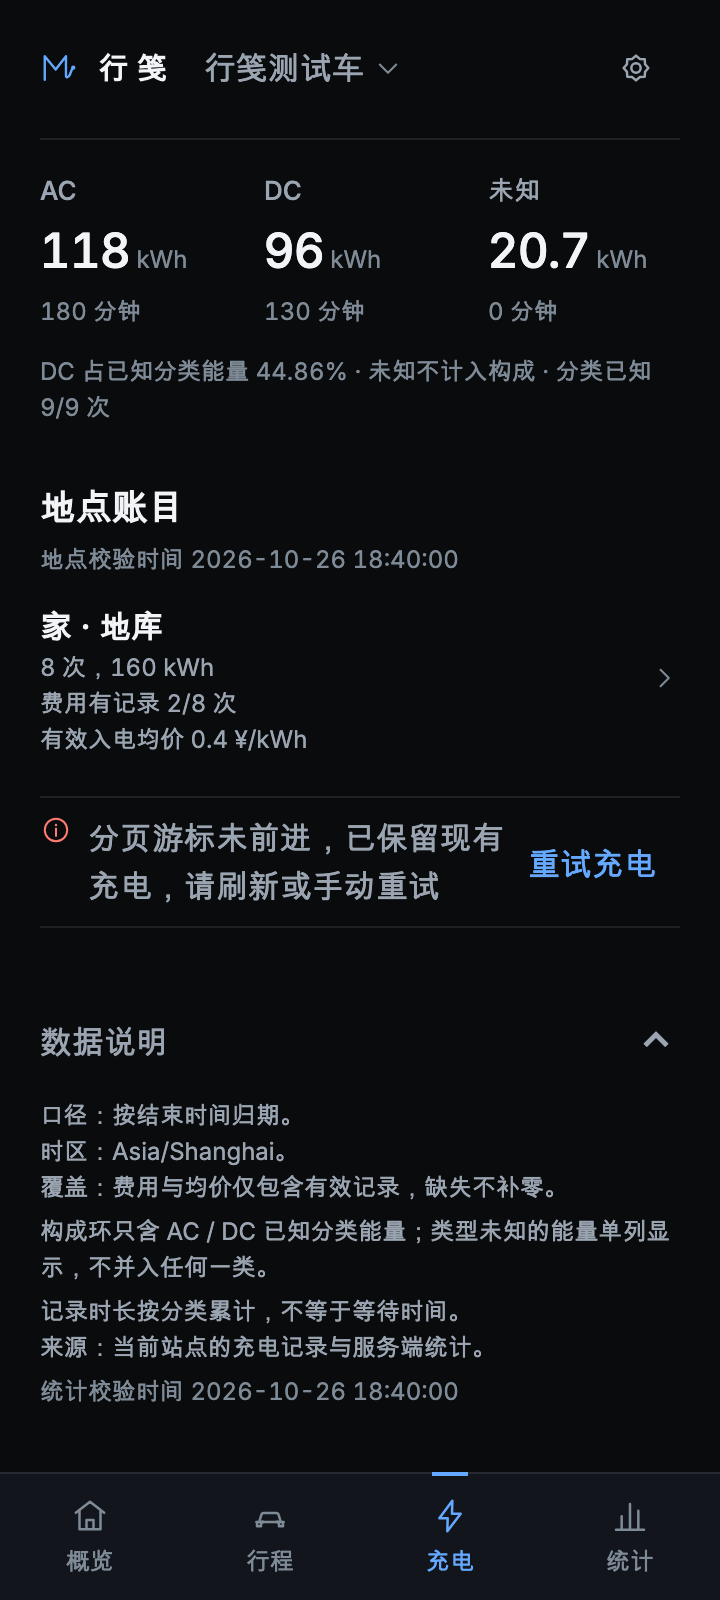 行笺 行笺测试车
AC DC 未知
118 kWh 96 kWh 20.7 kWh
180 分钟 130 分钟 0 分钟
DC 占已知分类能量 44.86% · 未知不计入构成 · 分类已知
9/9 次
地点账目
地点校验时间 2026-10-26 18:40:00
家 · 地库
8 次，160 kWh
费用有记录 2/8 次
有效入电均价 0.4 ¥/kWh
分页游标未前进，已保留现有
充电，请刷新或手动重试
重试充电
数据说明
口径：按结束时间归期。
时区：Asia/Shanghai。
覆盖：费用与均价仅包含有效记录，缺失不补零。
构成环只含 AC / DC 已知分类能量；类型未知的能量单列显
示，不并入任何一类。
记录时长按分类累计，不等于等待时间。
来源：当前站点的充电记录与服务端统计。
统计校验时间 2026-10-26 18:40:00
概览 行程 充电 统计